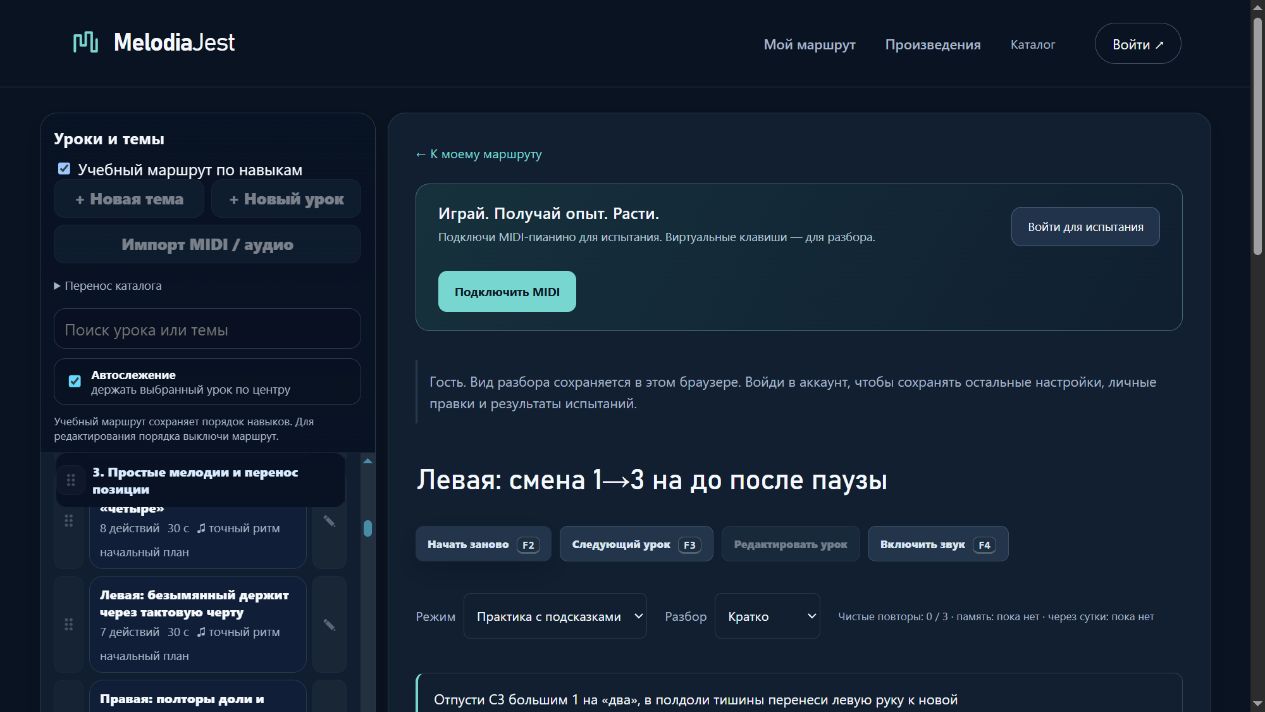 MelodiaJest
Мой маршрут
Произведения
Каталог
Войти ↗
Уроки и темы
Учебный маршрут по навыкам
+ Новая тема
+ Новый урок
Импорт MIDI / аудио
▶ Перенос каталога
Поиск урока или темы
Автослежение
держать выбранный урок по центру
Учебный маршрут сохраняет порядок навыков. Для
редактирования порядка выключи маршрут.
3. Простые мелодии и перенос
позиции
«четыре»
8 действий 30 с ♫ точный ритм
начальный план
Левая: безымянный держит
через тактовую черту
7 действий 30 с ♫ точный ритм
начальный план
Правая: полторы доли и
← К моему маршруту
Играй. Получай опыт. Расти.
Подключи MIDI-пианино для испытания. Виртуальные клавиши — для разбора.
Войти для испытания
Подключить MIDI
Гость. Вид разбора сохраняется в этом браузере. Войди в аккаунт, чтобы сохранять остальные настройки, личные
правки и результаты испытаний.
Левая: смена 1→3 на до после паузы
Начать заново F2
Следующий урок F3
Редактировать урок
Включить звук F4
Режим
Практика с подсказками
Разбор
Кратко
Чистые повторы: 0 / 3 · память: пока нет · через сутки: пока нет
Отпусти C3 большим 1 на «два», в полдоли тишины перенеси левую руку к новой